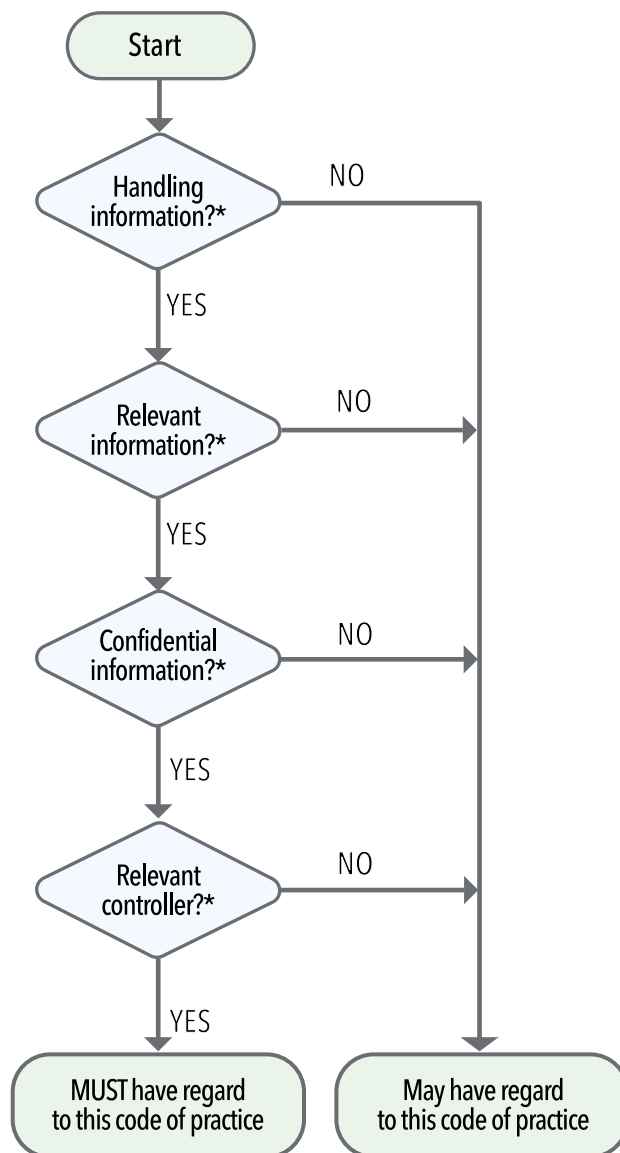 Start
Handling
information?*
NO
YES
Relevant
information?*
NO
YES
Confidential
information?*
NO
YES
Relevant
controller?*
NO
YES
MUST have regard
to this code of practice
May have regard
to this code of practice